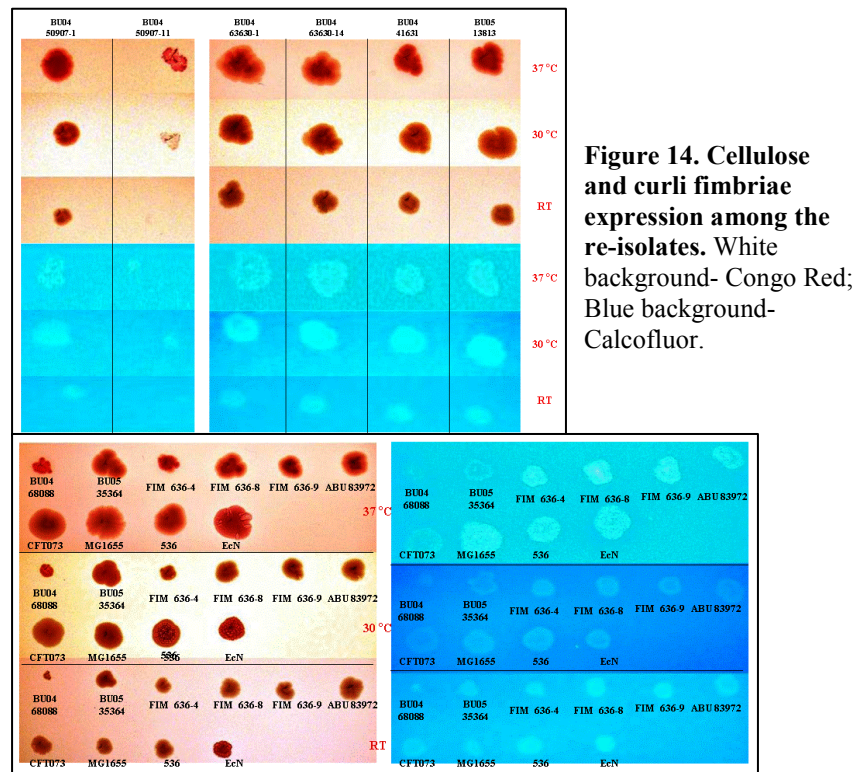 BU04 BU04 BU04 BU04 BU04 BU05
50907-1 50907-11 63630-1 63630-14 41631 13813
37 °C
30 °C
RT
37 °C
30 °C
RT
Figure 14. Cellulose
and curli fimbriae
expression among the
re-isolates. White
background- Congo Red;
Blue background-
Calcofluor.
BU04 BU05 FIM 636-4 FIM 636-8 FIM 636-9 ABU 83972
68088 35364
37 °C
CFT073 MG1655 536 EcN
BU04 BU05 FIM 636-4 FIM 636-8 FIM 636-9 ABU 83972
68088 35364
30 °C
CFT073 MG1655 536 EcN
BU04 BU05 FIM 636-4 FIM 636-8 FIM 636-9 ABU 83972
68088 35364
RT
CFT073 MG1655 536 EcN
BU04 BU05 FIM 636-4 FIM 636-8 FIM 636-9 ABU 83972
68088 35364
CFT073 MG1655 536 EcN
BU04 BU05 FIM 636-4 FIM 636-8 FIM 636-9 ABU 83972
68088 35364
CFT073 MG1655 536 EcN
BU04 BU05 FIM 636-4 FIM 636-8 FIM 636-9 ABU 83972
68088 35364
CFT073 MG1655 536 EcN